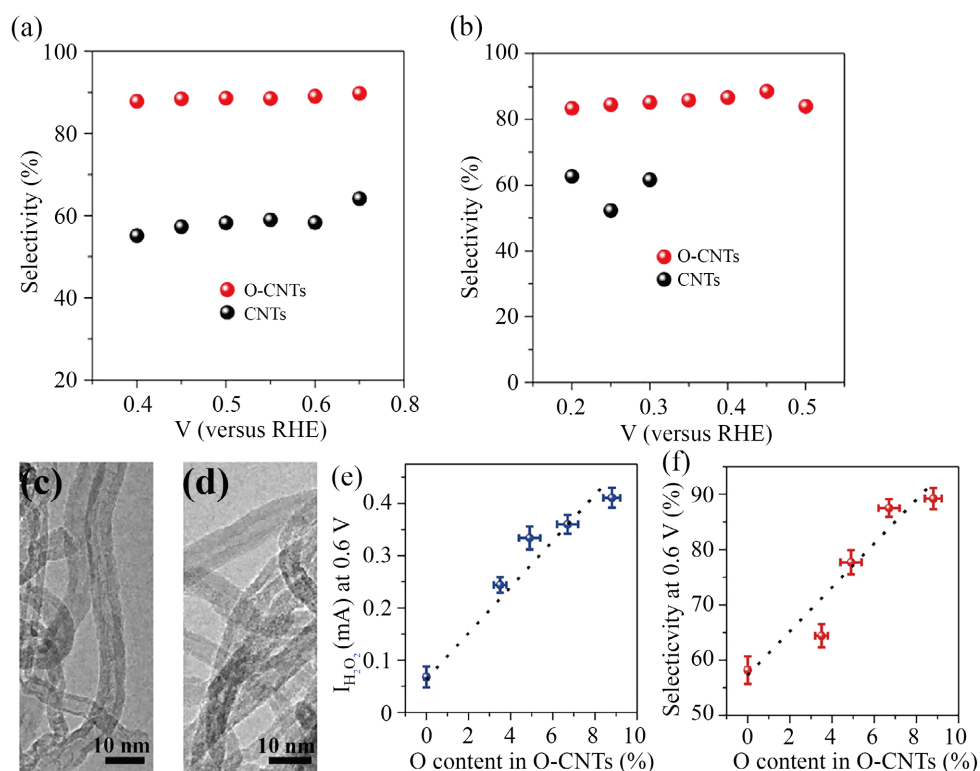 (a)
100
80
60
40
20
Selectivity (%)
O-CNTs
CNTs
0.4 0.5 0.6 0.8
V (versus RHE)
(b)
100
80
60
40
20
0
Selectivity (%)
O-CNTs
CNTs
0.2 0.3 0.4 0.5
V (versus RHE)
(c)
10 nm
(d)
10 nm
(e)
0.4
0.3
0.2
0.1
0
I H₂O₂ (mA) at 0.6 V
0 2 4 6 8 10
O content in O-CNTs (%)
(f)
90
80
70
60
50
Selecticvity at 0.6 V (%)
0 2 4 6 8 10
O content in O-CNTs (%)